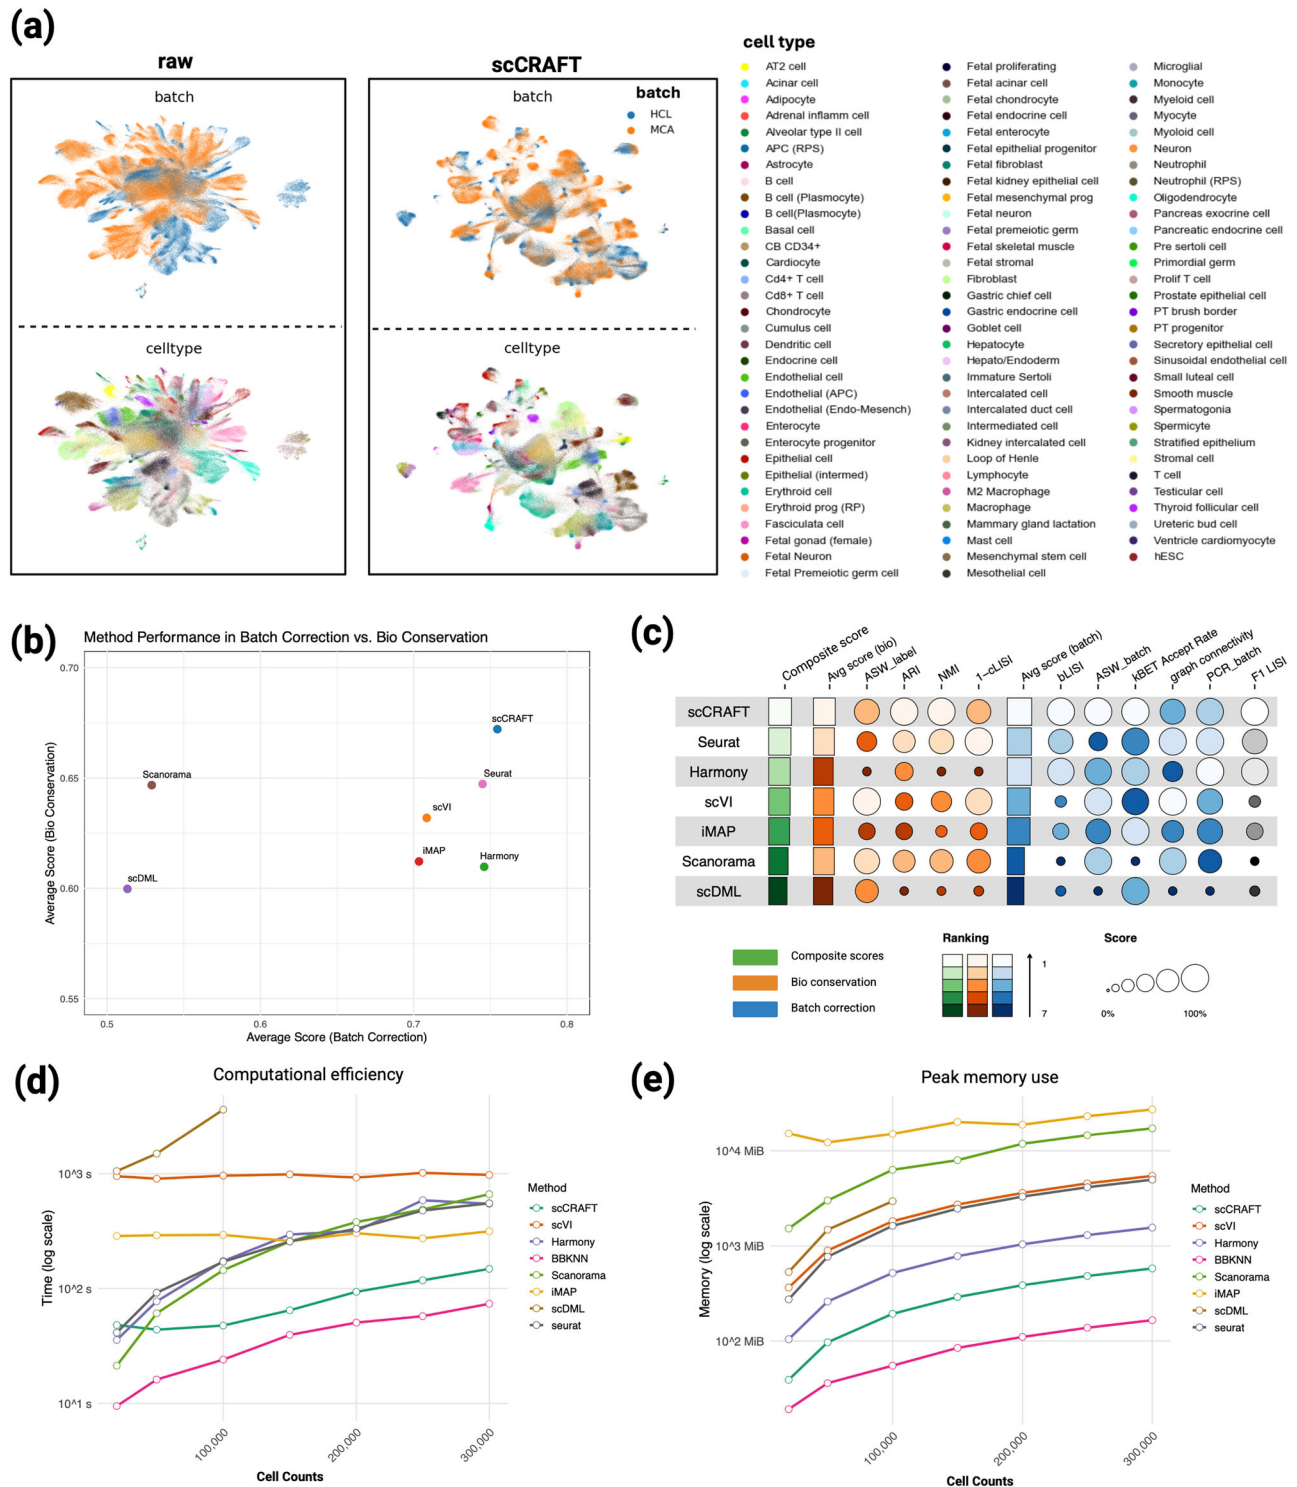 (a)
raw
batch
celltype
scCRAFT
batch
batch
HCL
MCA
celltype
cell type
AT2 cell
Acinar cell
Adipocyte
Adrenal inflamm cell
Alveolar type II cell
APC (RPS)
Astrocyte
B cell
B cell (Plasmocyte)
B cell(Plasmocyte)
Basal cell
CB CD34+
Cardiocyte
Cd4+ T cell
Cd8+ T cell
Chondrocyte
Cumulus cell
Dendritic cell
Endocrine cell
Endothelial cell
Endothelial (APC)
Endothelial (Endo-Mesench)
Enterocyte
Enterocyte progenitor
Epithelial cell
Epithelial (intermed)
Erythroid cell
Erythroid prog (RP)
Fasciculata cell
Fetal gonad (female)
Fetal Neuron
Fetal Premeiotic germ cell
Fetal proliferating
Fetal acinar cell
Fetal chondrocyte
Fetal endocrine cell
Fetal enterocyte
Fetal epithelial progenitor
Fetal fibroblast
Fetal kidney epithelial cell
Fetal mesenchymal prog
Fetal neuron
Fetal premeiotic germ
Fetal skeletal muscle
Fetal stromal
Fibroblast
Gastric chief cell
Gastric endocrine cell
Goblet cell
Hepatocyte
Hepato/Endoderm
Immature Sertoli
Intercalated cell
Intercalated duct cell
Intermediated cell
Kidney intercalated cell
Loop of Henle
Lymphocyte
M2 Macrophage
Macrophage
Mammary gland lactation
Mast cell
Mesenchymal stem cell
Mesothelial cell
Microglial
Monocyte
Myeloid cell
Myocyte
Myoloid cell
Neuron
Neutrophil
Neutrophil (RPS)
Oligodendrocyte
Pancreas exocrine cell
Pancreatic endocrine cell
Pre sertoli cell
Primordial germ
Prolif T cell
Prostate epithelial cell
PT brush border
PT progenitor
Secretory epithelial cell
Sinusoidal endothelial cell
Small luteal cell
Smooth muscle
Spermatogonia
Spermicyte
Stratified epithelium
Stromal cell
T cell
Testicular cell
Thyroid follicular cell
Ureteric bud cell
Ventricle cardiomyocyte
hESC
(b)
Method Performance in Batch Correction vs. Bio Conservation
Average Score (Bio Conservation)
0.70
0.65
0.60
0.55
scCRAFT
Scanorama
Seurat
scVI
iMAP
Harmony
scDML
0.5
0.6
0.7
0.8
Average Score (Batch Correction)
(c)
Composite score
Avg score (bio)
ASW_label
ARI
NMI
1-cLISI
Avg score (batch)
bLISI
ASW_batch
kBET Accept Rate
graph connectivity
PCR_batch
F1 LISI
scCRAFT
Seurat
Harmony
scVI
iMAP
Scanorama
scDML
Composite scores
Bio conservation
Batch correction
Ranking
1
7
Score
0%
100%
(d)
Computational efficiency
Time (log scale)
10^3 s
10^2 s
10^1 s
100,000
200,000
300,000
Cell Counts
Method
scCRAFT
scVI
Harmony
BBKNN
Scanorama
iMAP
scDML
seurat
(e)
Peak memory use
Memory (log scale)
10^4 MiB
10^3 MiB
10^2 MiB
100,000
200,000
300,000
Cell Counts
Method
scCRAFT
scVI
Harmony
BBKNN
Scanorama
iMAP
scDML
seurat